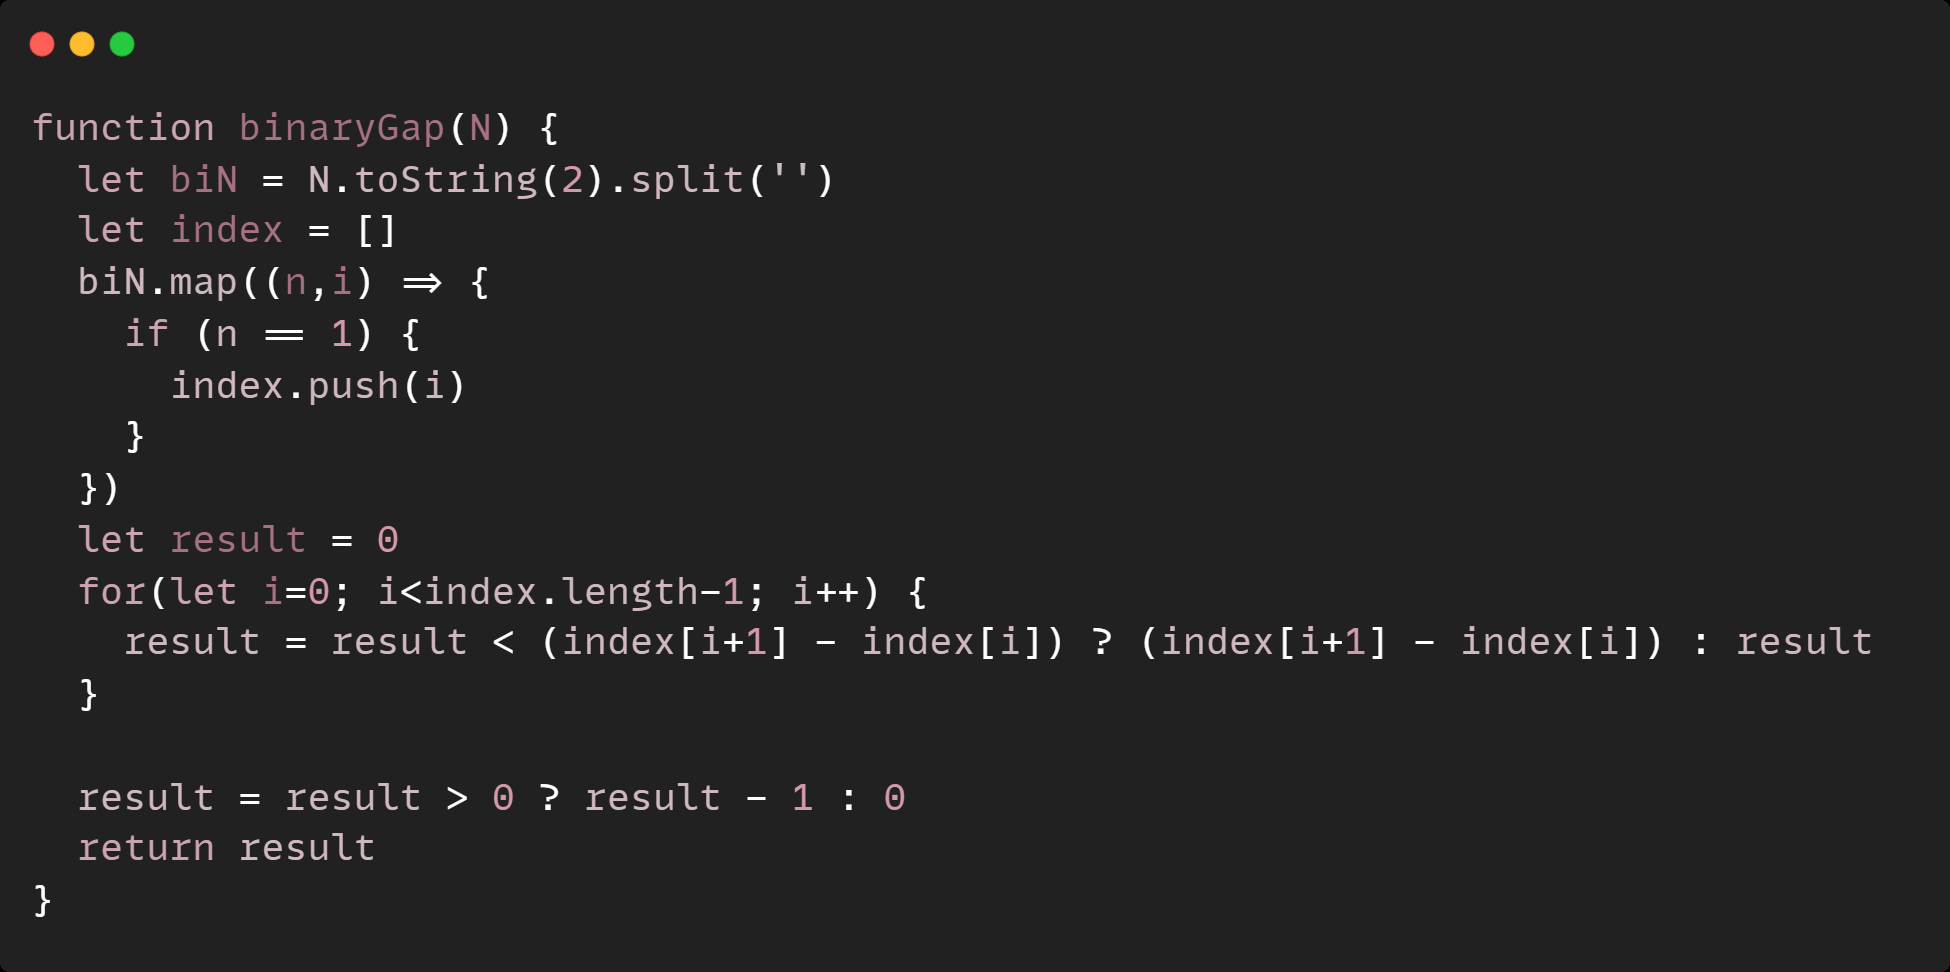 function binaryGap(N) {
  let biN = N.toString(2).split('')
  let index = []
  biN.map((n,i) => {
    if (n == 1) {
      index.push(i)
    }
  })
  let result = 0
  for(let i=0; i<index.length-1; i++) {
    result = result < (index[i+1] - index[i]) ? (index[i+1] - index[i]) : result
  }

  result = result > 0 ? result - 1 : 0
  return result
}